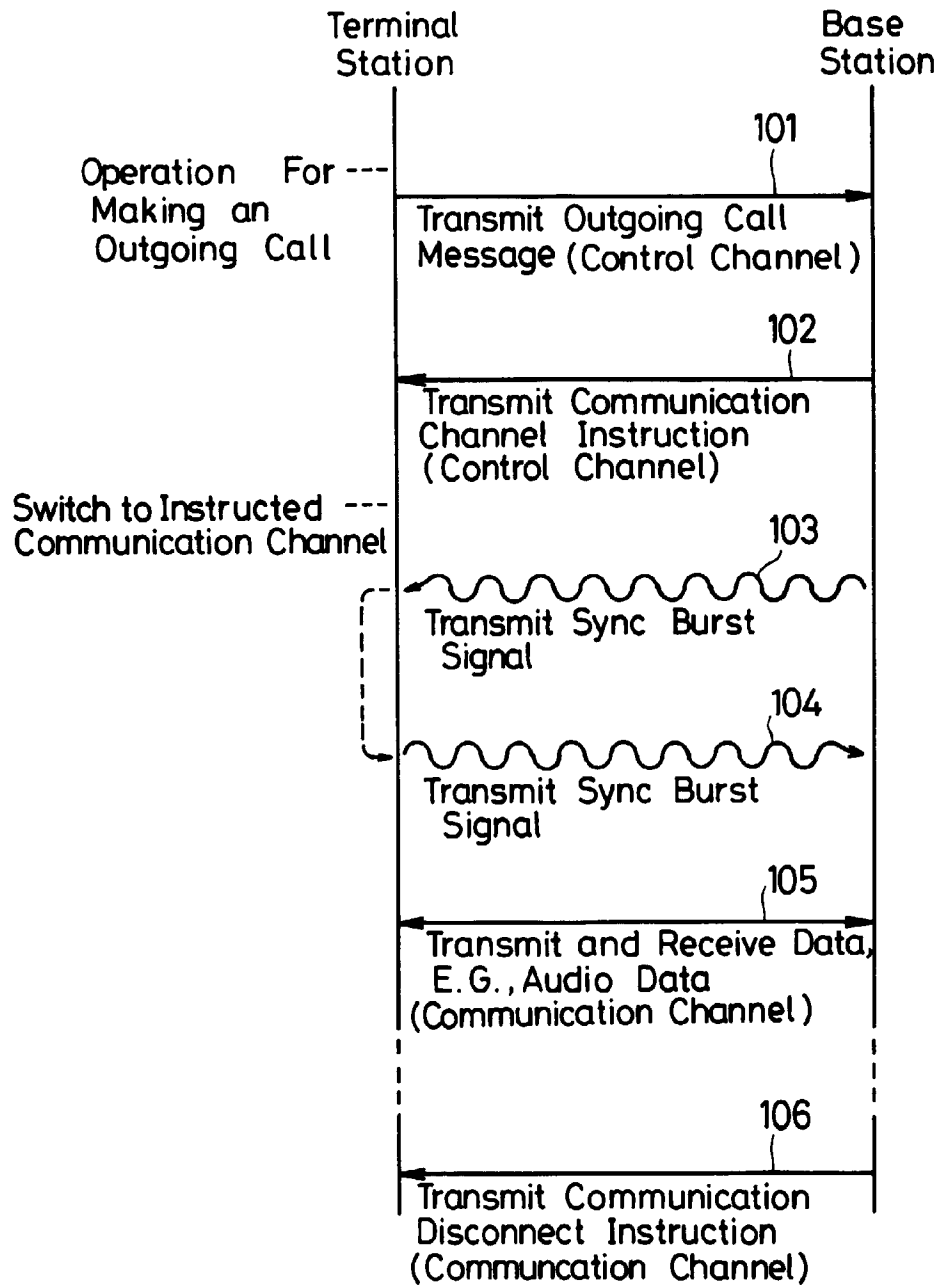 Terminal
Station
Base
Station
101
Operation For
Making an
Outgoing Call
Transmit Outgoing Call
Message (Control Channel)
102
Transmit Communication
Channel Instruction
(Control Channel)
Switch to Instructed
Communication Channel
103
Transmit Sync Burst
Signal
104
Transmit Sync Burst
Signal
105
Transmit and Receive Data,
E.G., Audio Data
(Communication Channel)
106
Transmit Communication
Disconnect Instruction
(Communcation Channel)